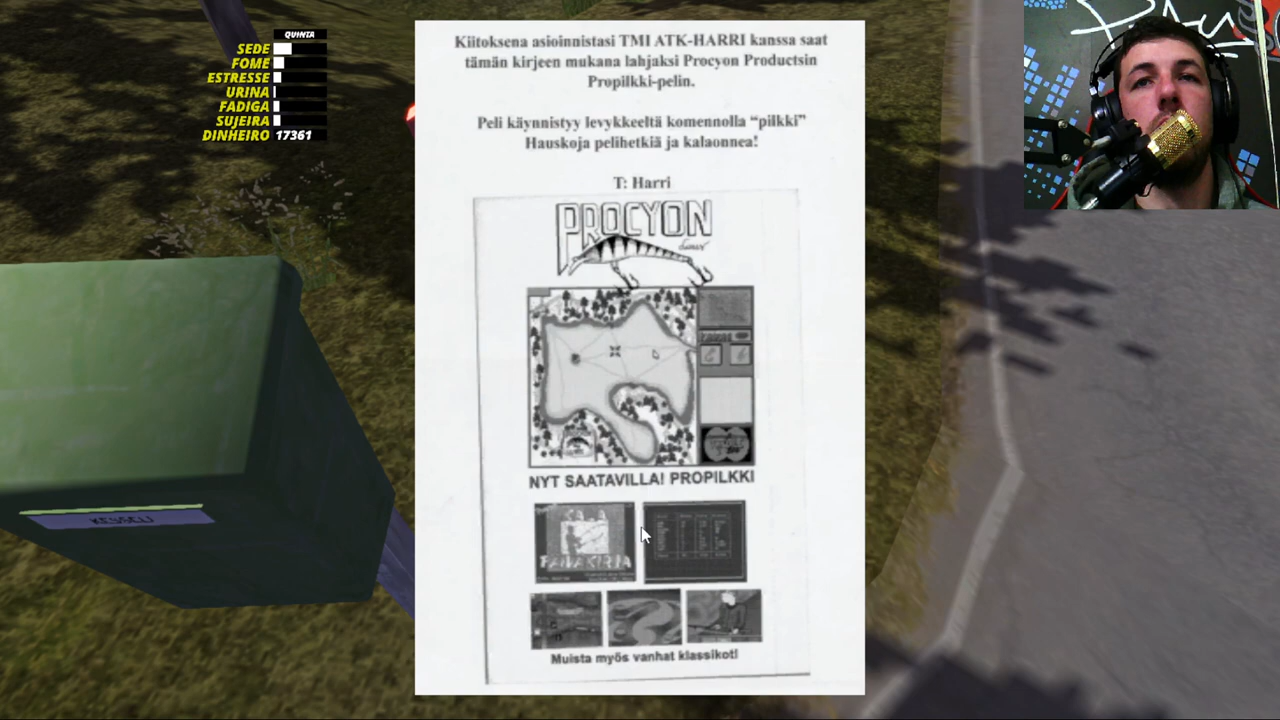 QUINTA
SEDE
FOME
ESTRESSE
URINA
FADIGA
SUJEIRA
DINHEIRO 17361
Kiitoksena asioinnistasi TMI ATK-HARRI kanssa saat
tämän kirjeen mukana lahjaksi Procyon Productsin
Propilkki-pelin.
Peli käynnistyy levykkeeltä komennolla “pilkki”
Hauskoja pelihetkiä ja kalaonnea!
T: Harri
PROCYON
NYT SAATAVILLA! PROPILKKI
Muista myös vanhat klassikot!